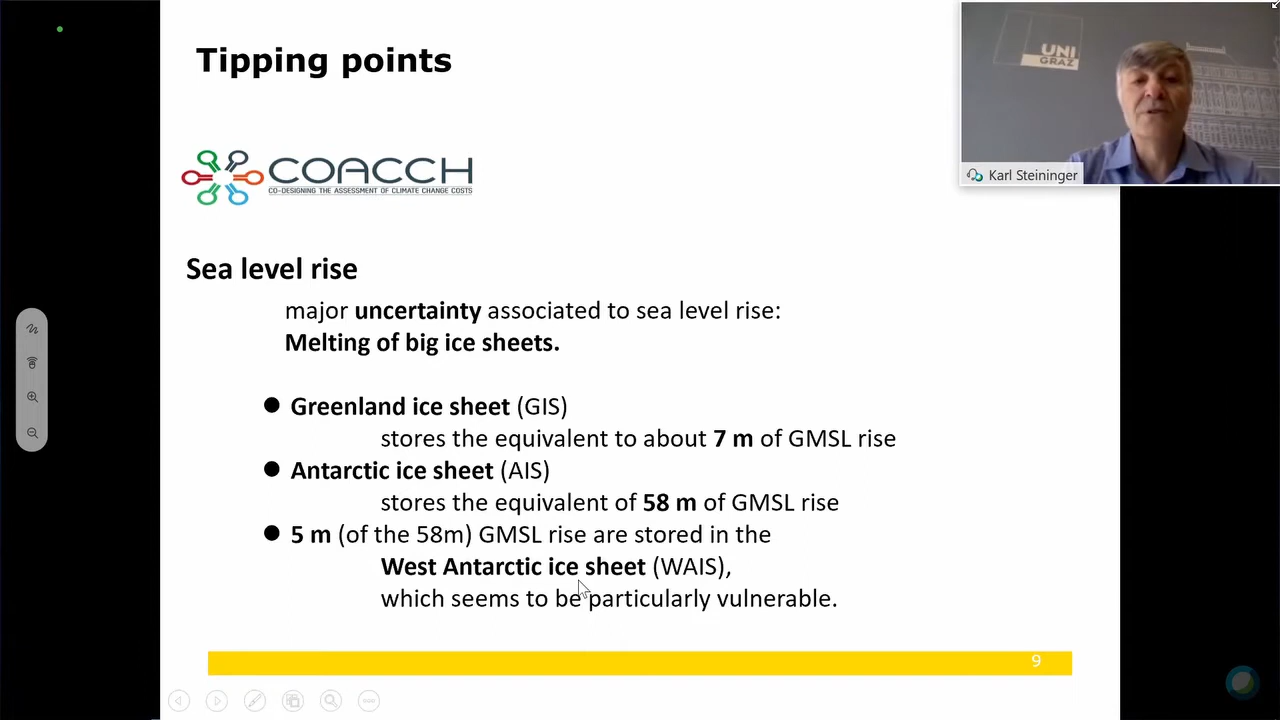 Tipping points
UNI
GRAZ
Karl Steininger
COACCH
CO-DESIGNING THE ASSESSMENT OF CLIMATE CHANGE COSTS
Sea level rise
major uncertainty associated to sea level rise:
Melting of big ice sheets.
● Greenland ice sheet (GIS)
stores the equivalent to about 7 m of GMSL rise
● Antarctic ice sheet (AIS)
stores the equivalent of 58 m of GMSL rise
● 5 m (of the 58m) GMSL rise are stored in the
West Antarctic ice sheet (WAIS),
which seems to be particularly vulnerable.
9